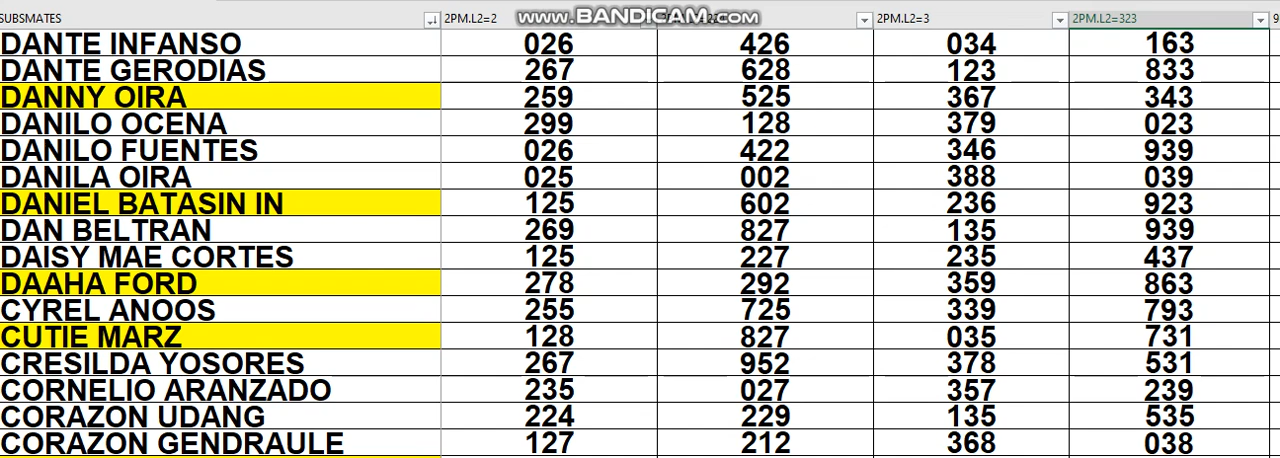 SUBSMATES 2PM.L2=2 www.BANDICAM.com 2PM.L2=3 2PM.L2=323 9
DANTE INFANSO 026 426 034 163
DANTE GERODIAS 267 628 123 833
DANNY OIRA 259 525 367 343
DANILO OCENA 299 128 379 023
DANILO FUENTES 026 422 346 939
DANILA OIRA 025 002 388 039
DANIEL BATASIN IN 125 602 236 923
DAN BELTRAN 269 827 135 939
DAISY MAE CORTES 125 227 235 437
DAAHA FORD 278 292 359 863
CYREL ANOOS 255 725 339 793
CUTIE MARZ 128 827 035 731
CRESILDA YOSORES 267 952 378 531
CORNELIO ARANZADO 235 027 357 239
CORAZON UDANG 224 229 135 535
CORAZON GENDRAULE 127 212 368 038